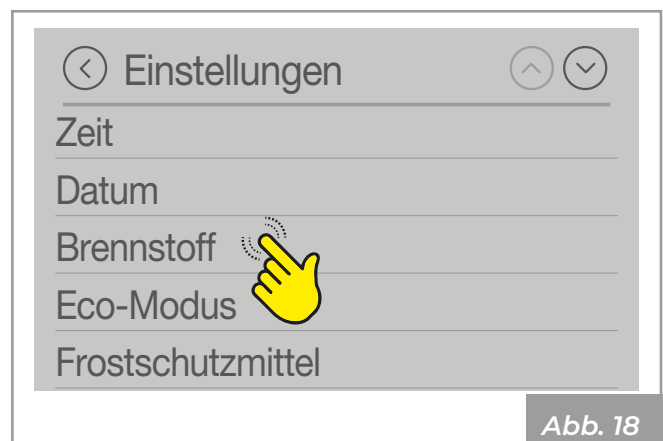 Einstellungen
Zeit
Datum
Brennstoff
Eco-Modus
Frostschutzmittel
Abb. 18